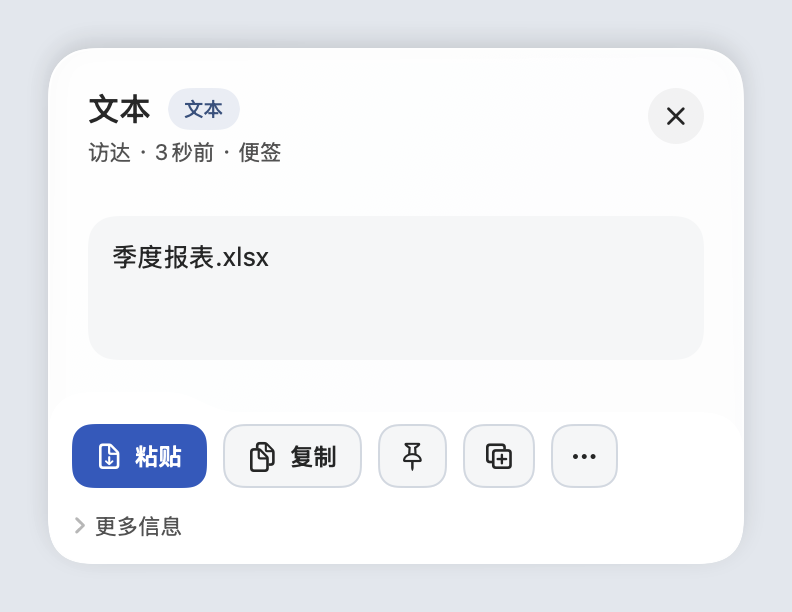 文本 文本
访达 · 3 秒前 · 便签
季度报表.xlsx
粘贴 复制
更多信息